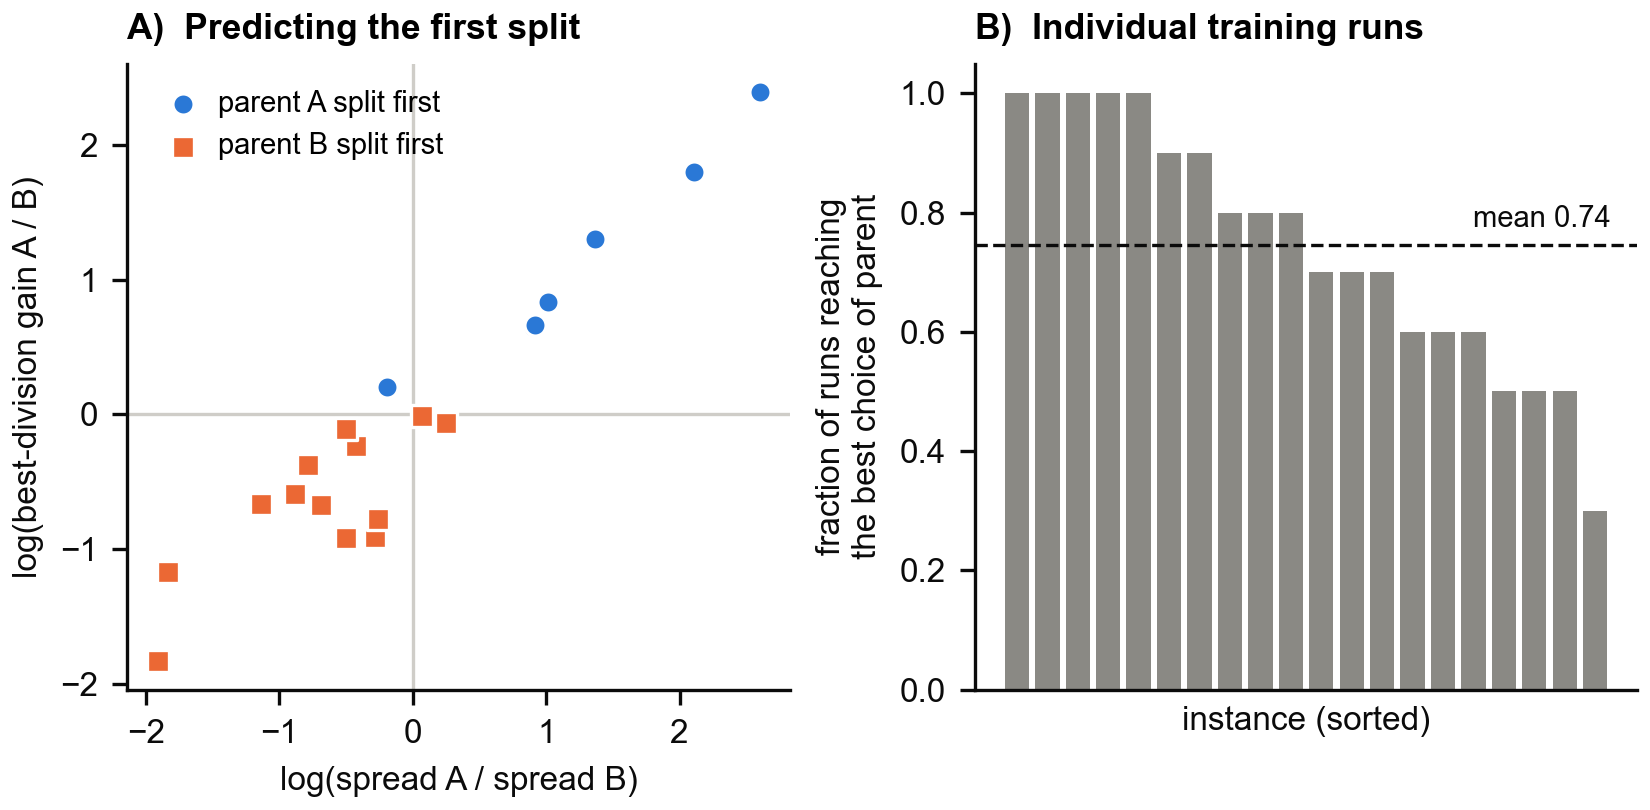 A) Predicting the first split
parent A split first
parent B split first
log(best-division gain A / B)
2
1
0
−1
−2
−2
−1
0
1
2
log(spread A / spread B)
B) Individual training runs
fraction of runs reaching
the best choice of parent
1.0
0.8
0.6
0.4
0.2
0.0
mean 0.74
instance (sorted)